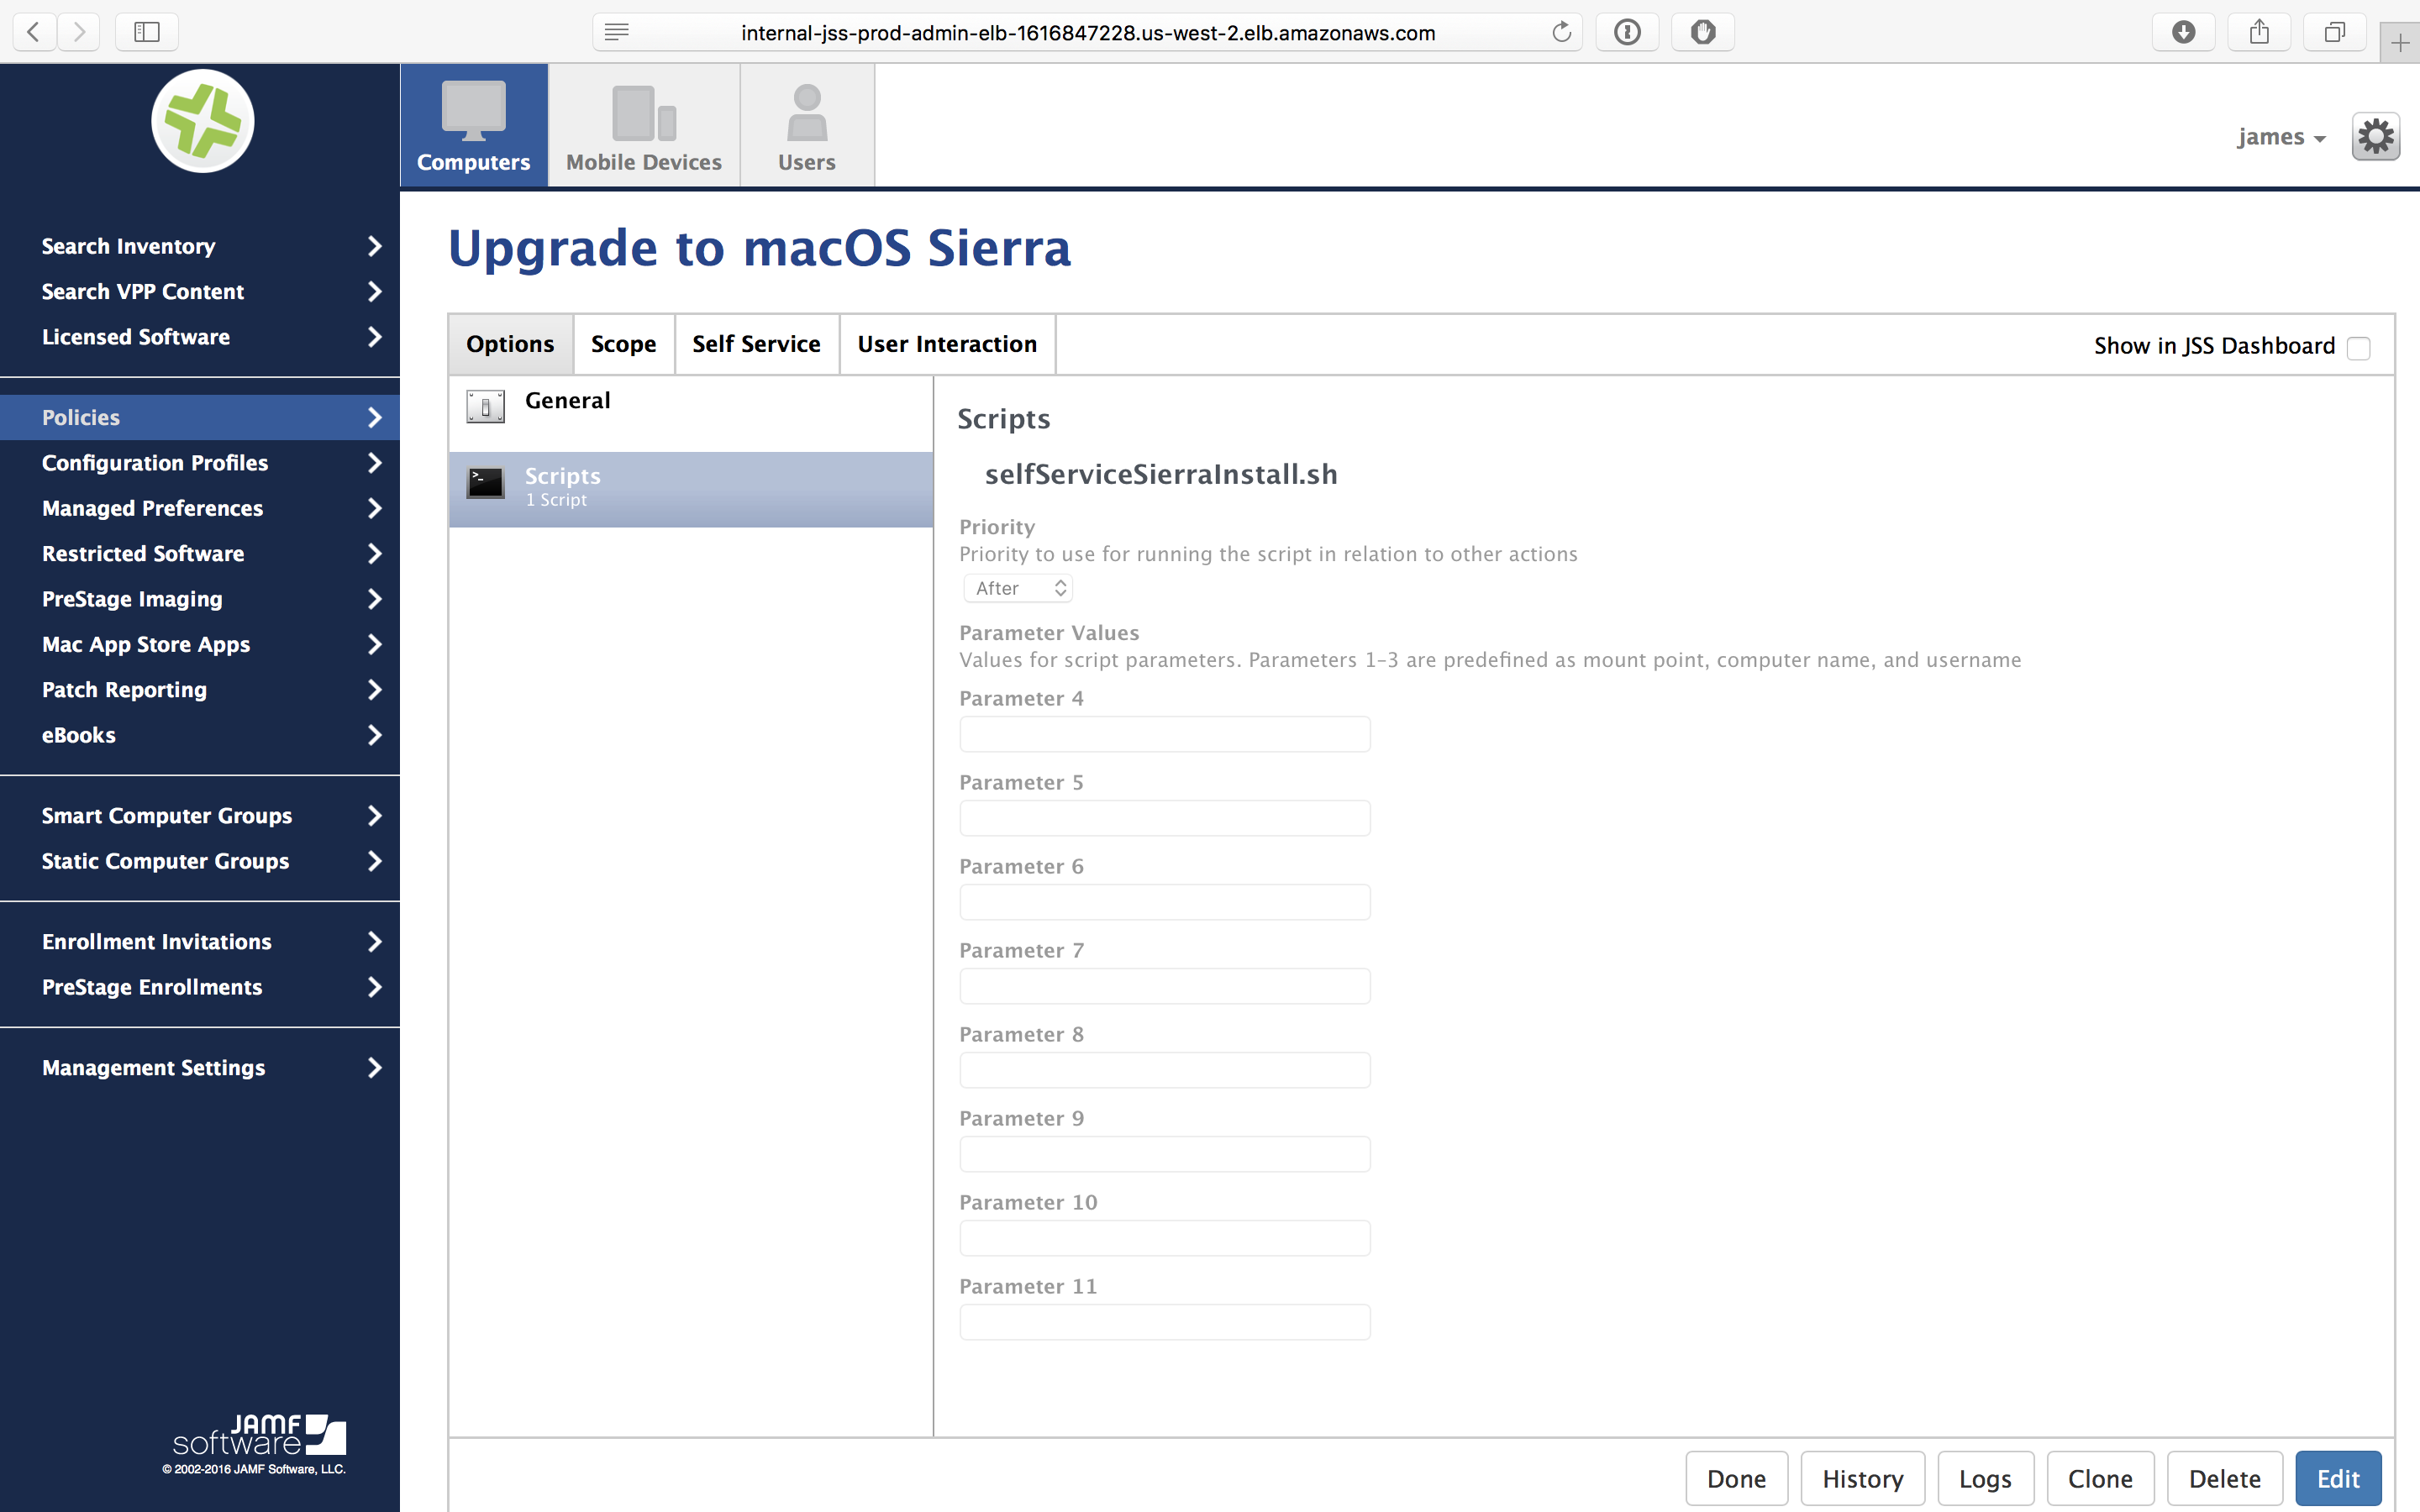 internal-jss-prod-admin-elb-1616847228.us-west-2.elb.amazonaws.com
Computers
Mobile Devices
Users
james
Search Inventory
Search VPP Content
Licensed Software
Policies
Configuration Profiles
Managed Preferences
Restricted Software
PreStage Imaging
Mac App Store Apps
Patch Reporting
eBooks
Smart Computer Groups
Static Computer Groups
Enrollment Invitations
PreStage Enrollments
Management Settings
JAMF
software
© 2002-2016 JAMF Software, LLC.
Upgrade to macOS Sierra
Options
Scope
Self Service
User Interaction
Show in JSS Dashboard
General
>_
Scripts
1 Script
Scripts
selfServiceSierraInstall.sh
Priority
Priority to use for running the script in relation to other actions
After
Parameter Values
Values for script parameters. Parameters 1-3 are predefined as mount point, computer name, and username
Parameter 4
Parameter 5
Parameter 6
Parameter 7
Parameter 8
Parameter 9
Parameter 10
Parameter 11
Done
History
Logs
Clone
Delete
Edit